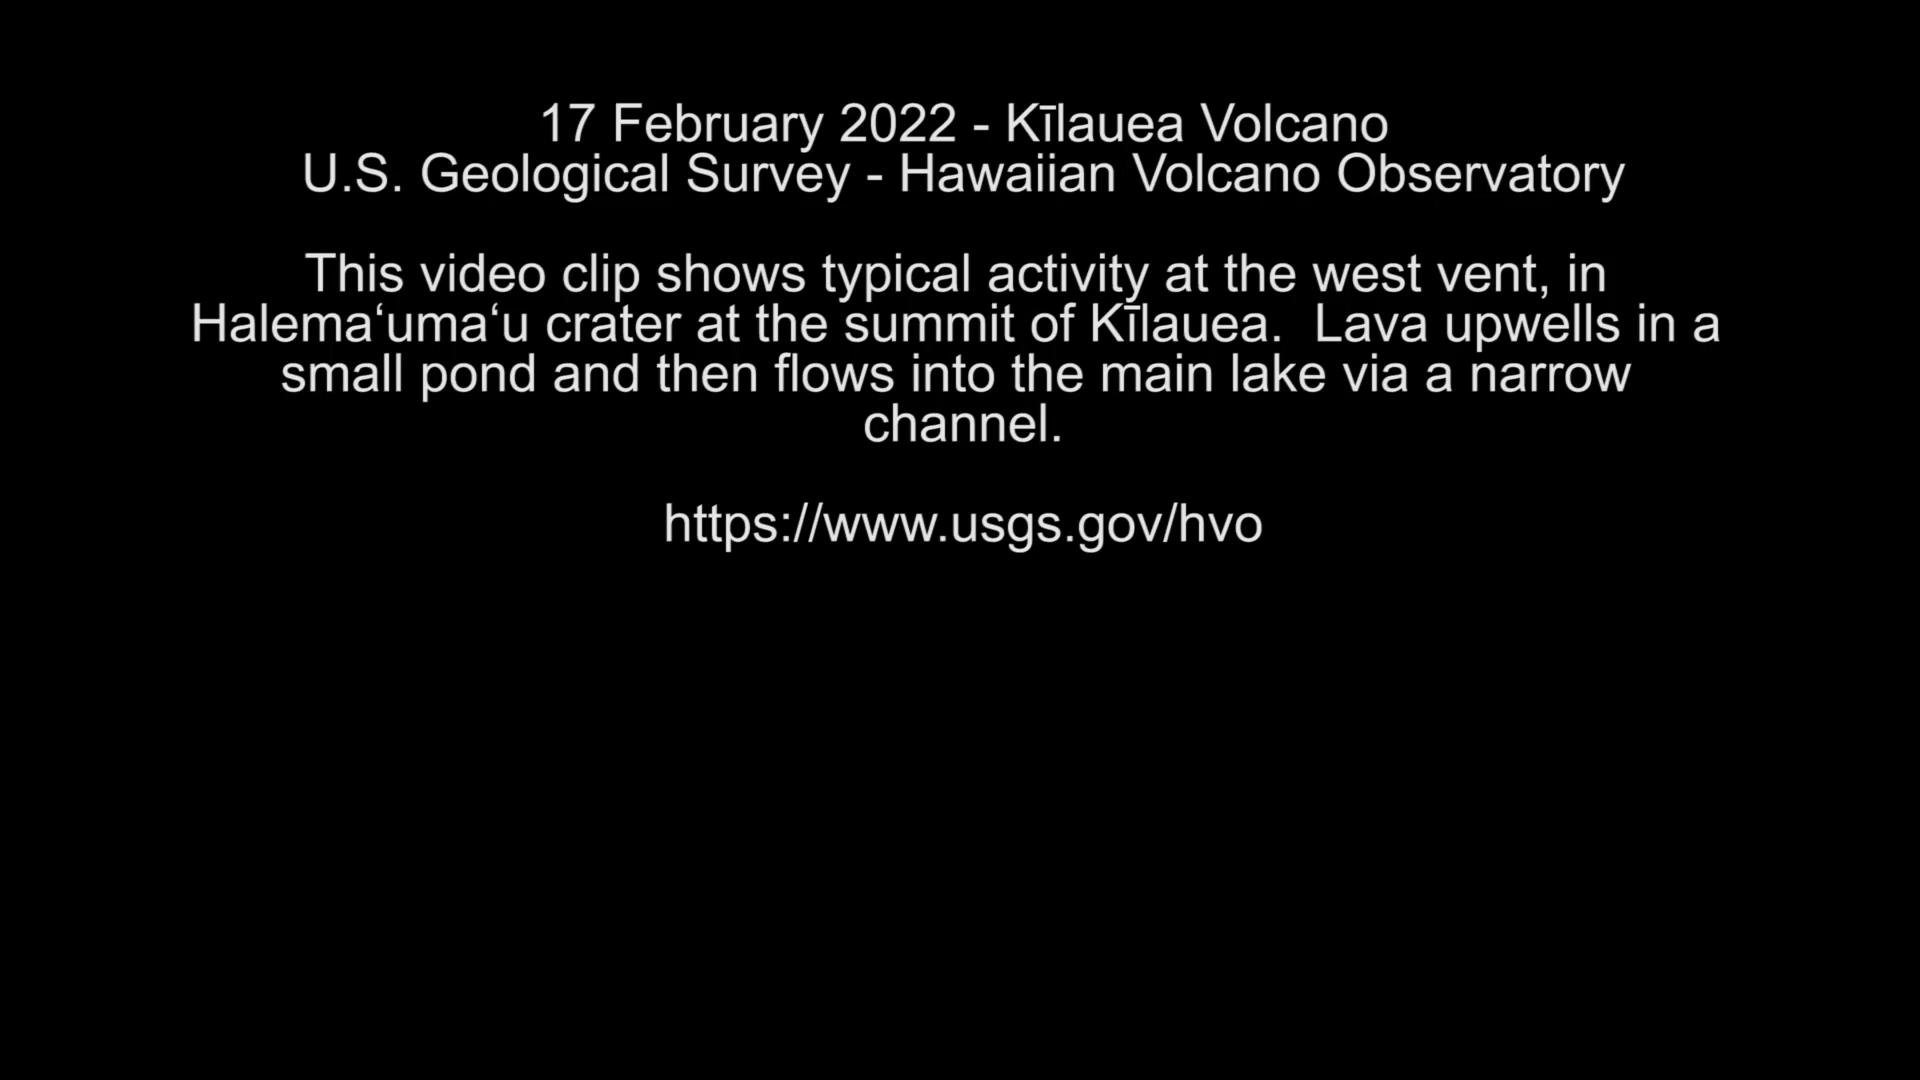 17 February 2022 - Kīlauea Volcano
U.S. Geological Survey - Hawaiian Volcano Observatory
This video clip shows typical activity at the west vent, in
Halemaʻumaʻu crater at the summit of Kīlauea.  Lava upwells in a
small pond and then flows into the main lake via a narrow
channel.
https://www.usgs.gov/hvo